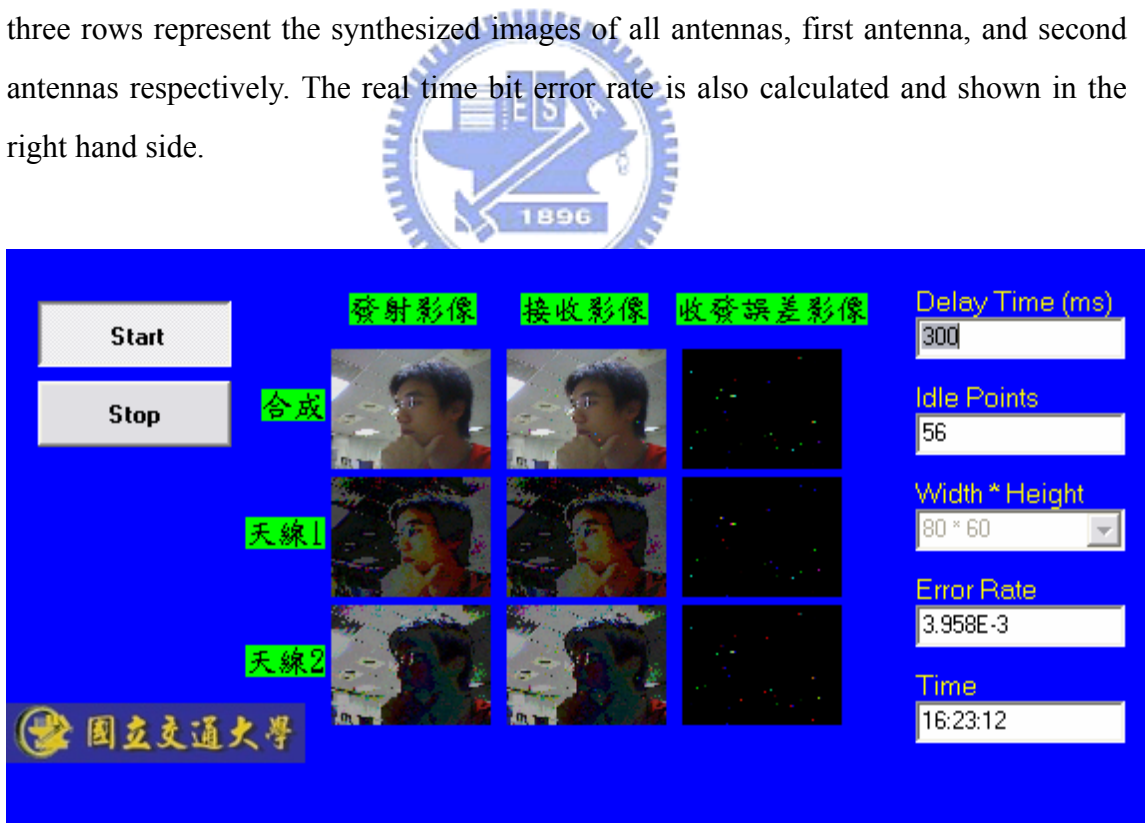 three rows represent the synthesized images of all antennas, first antenna, and second
antennas respectively. The real time bit error rate is also calculated and shown in the
right hand side.
E S A
1896
Start
Stop
發射影像
接收影像
收發誤差影像
合成
天線1
天線2
國立交通大學
Delay Time (ms)
300
Idle Points
56
Width * Height
80 * 60
Error Rate
3.958E-3
Time
16:23:12